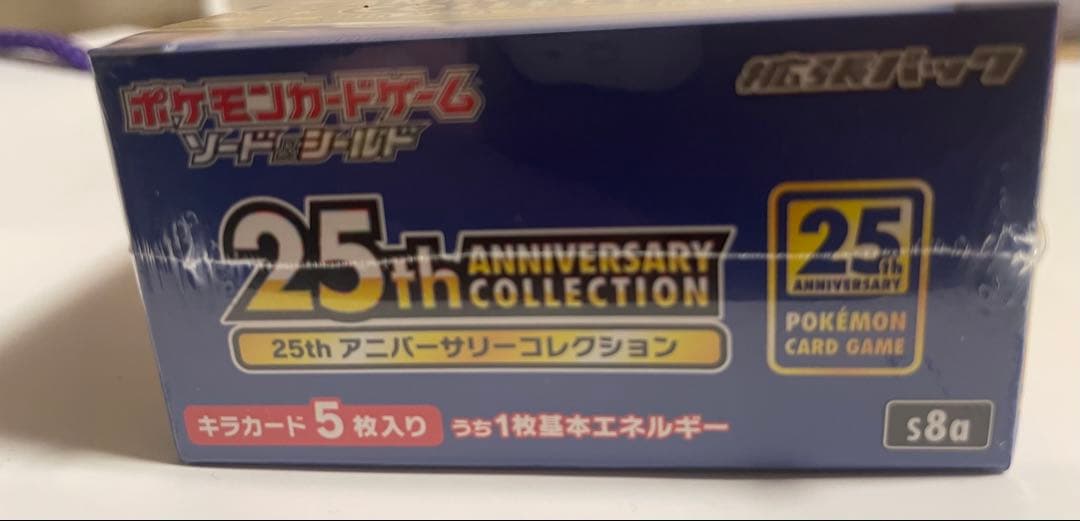 ポケモンカードゲーム
ソード&シールド
拡張パック
25th ANNIVERSARY
COLLECTION
25th アニバーサリーコレクション
25th
ANNIVERSARY
POKÉMON
CARD GAME
キラカード5枚入り うち1枚基本エネルギー
s8a